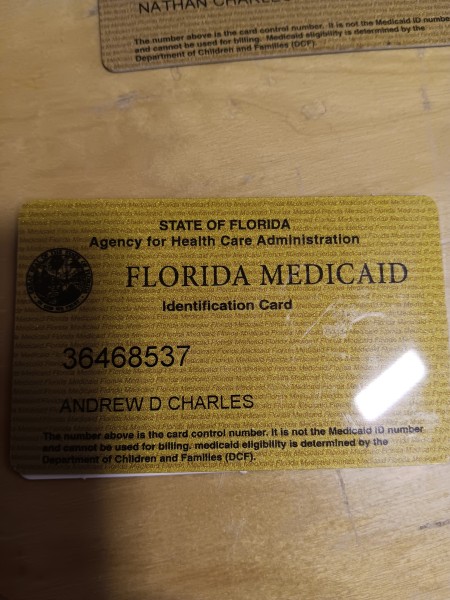 NATHAN CHARLES
The number above is the card control number. It is not the Medicaid ID number
and cannot be used for billing. Medicaid eligibility is determined by the
Department of Children and Families (DCF).
STATE OF FLORIDA
Agency for Health Care Administration
FLORIDA MEDICAID
Identification Card
36468537
ANDREW D CHARLES
The number above is the card control number. it is not the Medicaid ID number
and cannot be used for billing. medicaid eligibility is determined by the
Department of Children and Families (DCF).